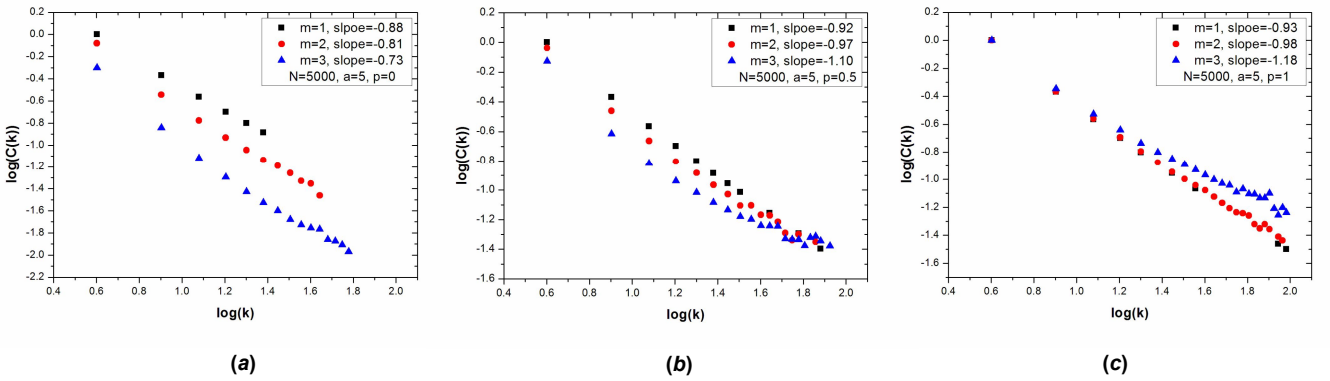 m=1, slpoe=-0.88
m=2, slope=-0.81
m=3, slope=-0.73
N=5000, a=5, p=0
log(C(k))
0.2
0.0
-0.2
-0.4
-0.6
-0.8
-1.0
-1.2
-1.4
-1.6
-1.8
-2.0
-2.2
0.4 0.6 0.8 1.0 1.2 1.4 1.6 1.8 2.0
log(k)
(a)
m=1, slpoe=-0.92
m=2, slope=-0.97
m=3, slope=-1.10
N=5000, a=5, p=0.5
log(C(k))
0.2
0.0
-0.2
-0.4
-0.6
-0.8
-1.0
-1.2
-1.4
-1.6
0.4 0.6 0.8 1.0 1.2 1.4 1.6 1.8 2.0
log(k)
(b)
m=1, slpoe=-0.93
m=2, slope=-0.98
m=3, slope=-1.18
N=5000, a=5, p=1
log(C(k))
0.2
0.0
-0.2
-0.4
-0.6
-0.8
-1.0
-1.2
-1.4
-1.6
0.4 0.6 0.8 1.0 1.2 1.4 1.6 1.8 2.0
log(k)
(c)